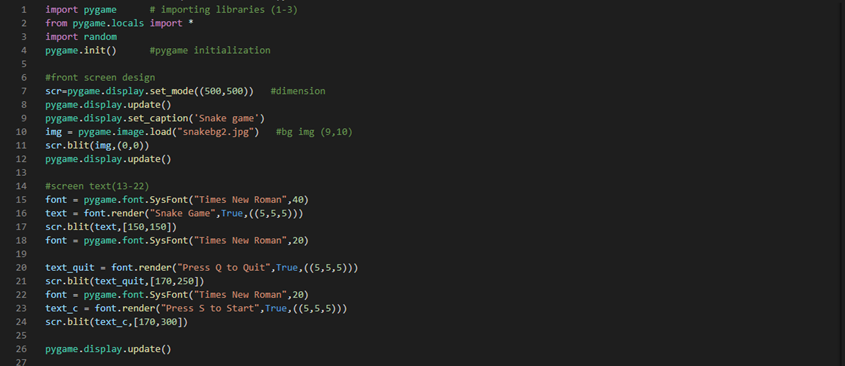 1 import pygame # importing libraries (1-3)
2 from pygame.locals import *
3 import random
4 pygame.init() #pygame initialization
5
6 #front screen design
7 scr=pygame.display.set_mode((500,500)) #dimension
8 pygame.display.update()
9 pygame.display.set_caption('Snake game')
10 img = pygame.image.load("snakebg2.jpg") #bg img (9,10)
11 scr.blit(img,(0,0))
12 pygame.display.update()
13
14 #screen text(13-22)
15 font = pygame.font.SysFont("Times New Roman",40)
16 text = font.render("Snake Game",True,((5,5,5)))
17 scr.blit(text,[150,150])
18 font = pygame.font.SysFont("Times New Roman",20)
19
20 text_quit = font.render("Press Q to Quit",True,((5,5,5)))
21 scr.blit(text_quit,[170,250])
22 font = pygame.font.SysFont("Times New Roman",20)
23 text_c = font.render("Press S to Start",True,((5,5,5)))
24 scr.blit(text_c,[170,300])
25
26 pygame.display.update()
27